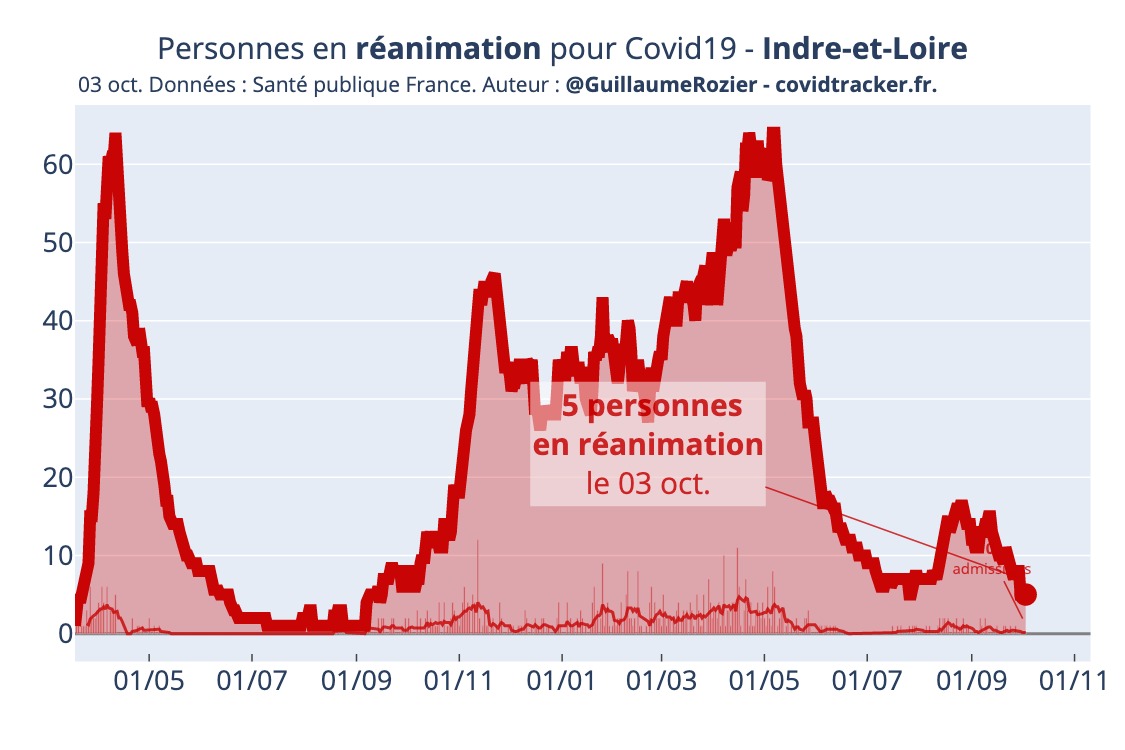 Personnes en réanimation pour Covid19 - Indre-et-Loire
03 oct. Données : Santé publique France. Auteur : @GuillaumeRozier - covidtracker.fr.
60
50
40
30
20
10
0
5 personnes
en réanimation
le 03 oct.
admissions
01/05 01/07 01/09 01/11 01/01 01/03 01/05 01/07 01/09 01/11